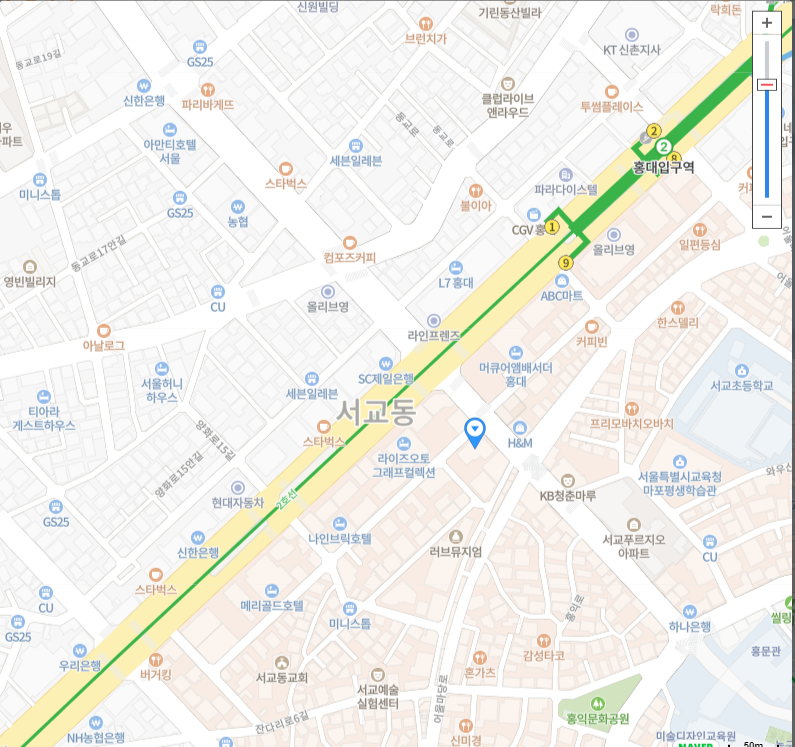 신원빌딩
기린동산빌라
락희돈
브런치가
KT 신촌지사
GS25
동교로19길
신한은행
파리바게뜨
클럽라이브
앤라우드
투썸플레이스
아만티호텔
서울
동교로
동교로
세븐일레븐
2
2
8
홍대입구역
미니스톱
스타벅스
파라다이스텔
GS25
농협
불이아
CGV 홍
1
올리브영
일편등심
동교로17안길
컴포즈커피
9
영빈빌리지
L7 홍대
ABC마트
CU
올리브영
한스델리
라인프렌즈
커피빈
아날로그
SC제일은행
머큐어앰배서더
홍대
서울허니
하우스
세븐일레븐
서교초등학교
티아라
게스트하우스
서교동
프리모바치오바치
양화로15길
스타벅스
H&M
라이즈오토
그래프컬렉션
양화로15안길
서울특별시교육청
마포평생학습관
와우산
현대자동차
2호선
KB청춘마루
GS25
신한은행
나인브릭호텔
러브뮤지엄
서교푸르지오
아파트
CU
스타벅스
메리골드호텔
CU
미니스톱
홍익로
하나은행
GS25
우리은행
버거킹
서교동교회
감성타코
혼가츠
홍문관
서교예술
실험센터
어울마당로
홍익문화공원
잔다리로6길
NH농협은행
CU
신미경
미술디자인교육원
NAVER
50m